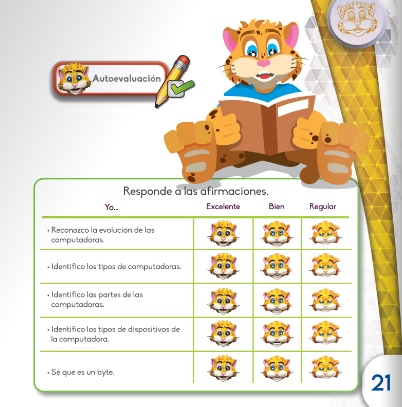 Autoevaluación
Responde a las afirmaciones.
Yo... Excelente Bien Regular
• Reconozco la evolución de las
computadoras.
• Identifico los tipos de computadoras.
• Identifico las partes de las
computadoras.
• Identifico los tipos de dispositivos de
la computadora.
• Sé qué es un byte.
21